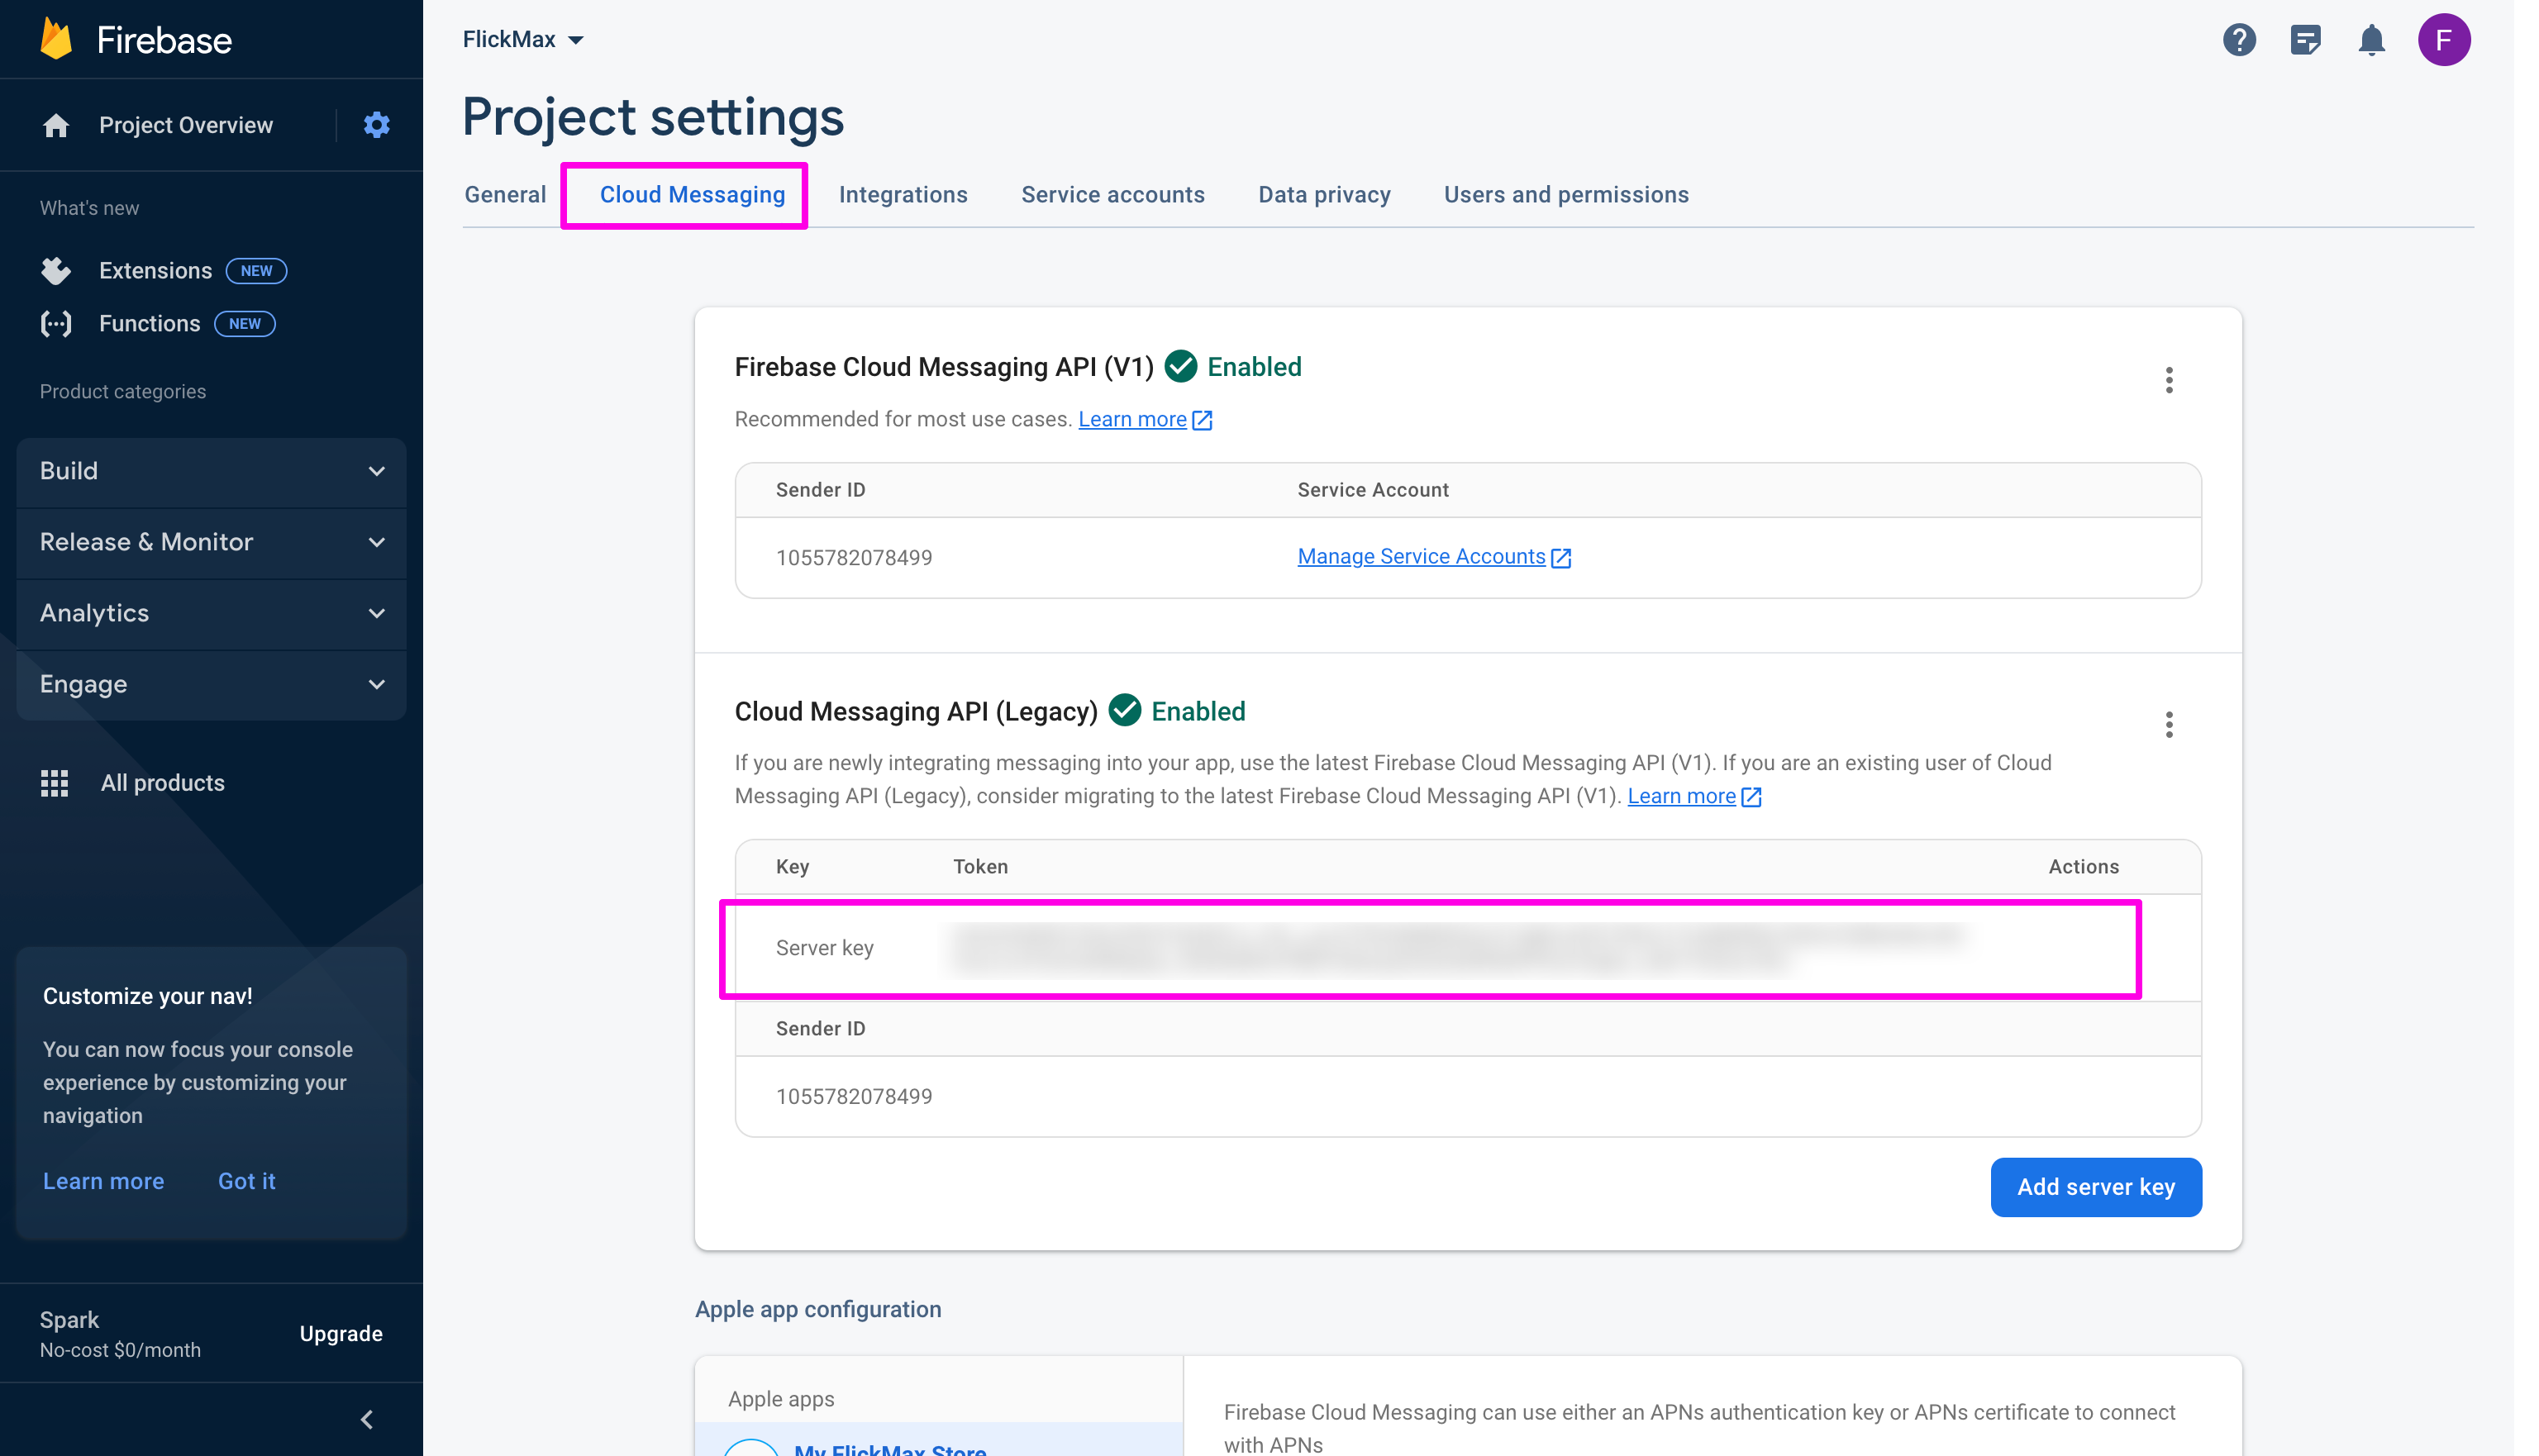 Firebase
Project Overview
What's new
Extensions NEW
Functions NEW
Product categories
Build
Release & Monitor
Analytics
Engage
All products
Customize your nav!
You can now focus your console
experience by customizing your
navigation
Learn more Got it
Spark
No-cost $0/month
Upgrade
FlickMax
F
Project settings
General Cloud Messaging Integrations Service accounts Data privacy Users and permissions
Firebase Cloud Messaging API (V1) Enabled
Recommended for most use cases. Learn more
Sender ID Service Account
1055782078499 Manage Service Accounts
Cloud Messaging API (Legacy) Enabled
If you are newly integrating messaging into your app, use the latest Firebase Cloud Messaging API (V1). If you are an existing user of Cloud
Messaging API (Legacy), consider migrating to the latest Firebase Cloud Messaging API (V1). Learn more
Key Token Actions
Server key
Sender ID
1055782078499
Add server key
Apple app configuration
Apple apps
My FlickMax Store
Firebase Cloud Messaging can use either an APNs authentication key or APNs certificate to connect
with APNs